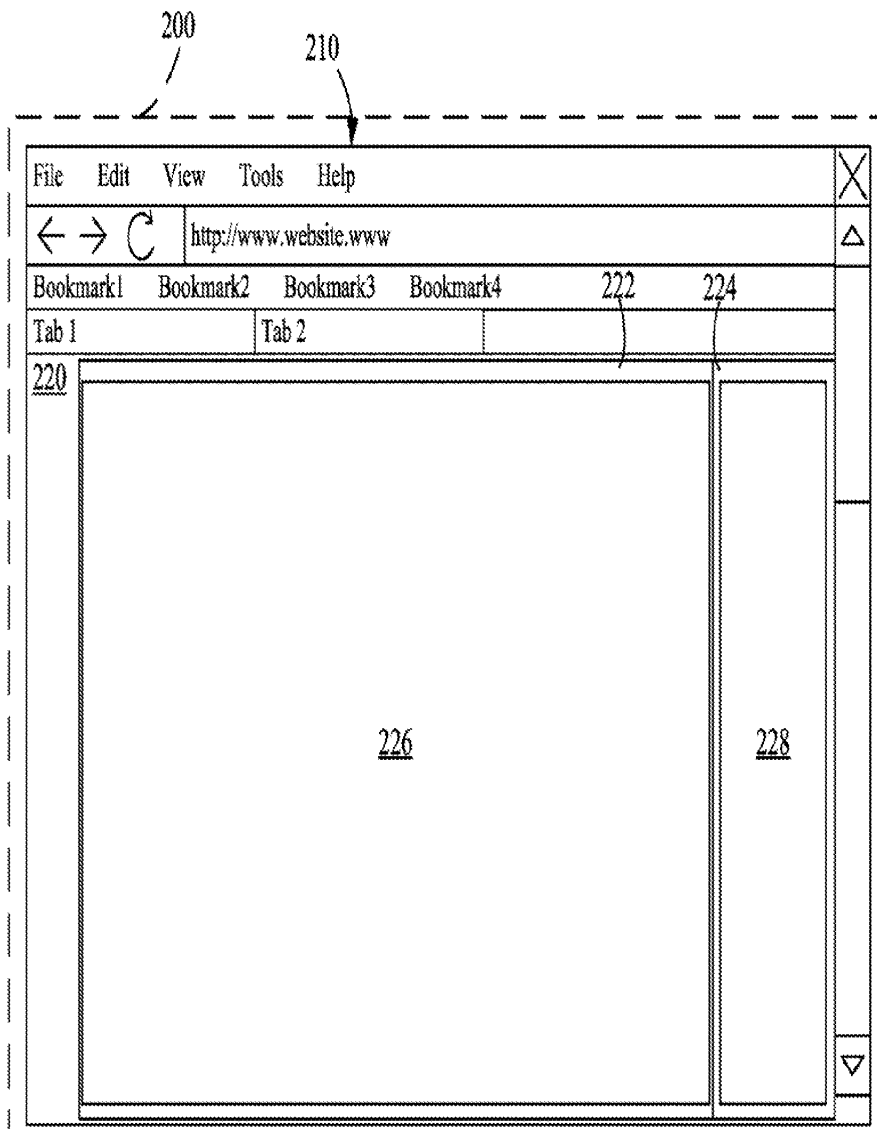 200
210
File Edit View Tools Help
http://www.website.www
Bookmark1 Bookmark2 Bookmark3 Bookmark4 222 224
Tab 1 Tab 2
220
226 228